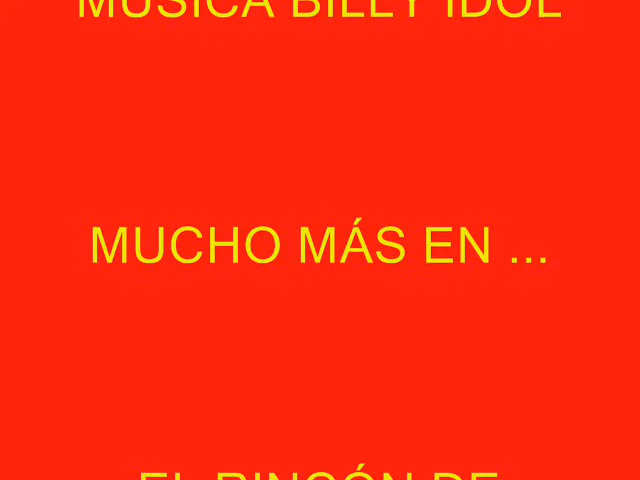 MUSICA BILLY IDOL
MUCHO MÁS EN ...
EL RINCÓN DE